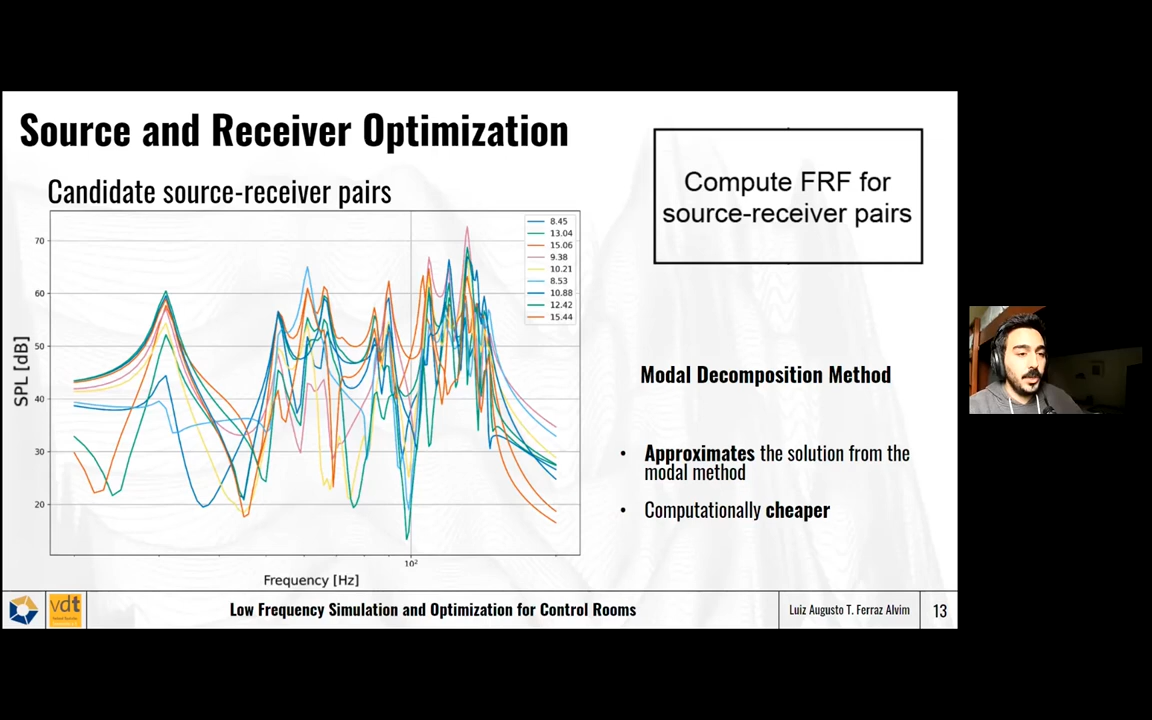 Source and Receiver Optimization
Candidate source-receiver pairs
Compute FRF for
source-receiver pairs
SPL [dB]
70
60
50
40
30
20
8.45
13.04
15.06
9.38
10.21
8.53
10.88
12.42
15.44
10²
Frequency [Hz]
Modal Decomposition Method
• Approximates the solution from the
modal method
• Computationally cheaper
vdt
Low Frequency Simulation and Optimization for Control Rooms
Luiz Augusto T. Ferraz Alvim
13